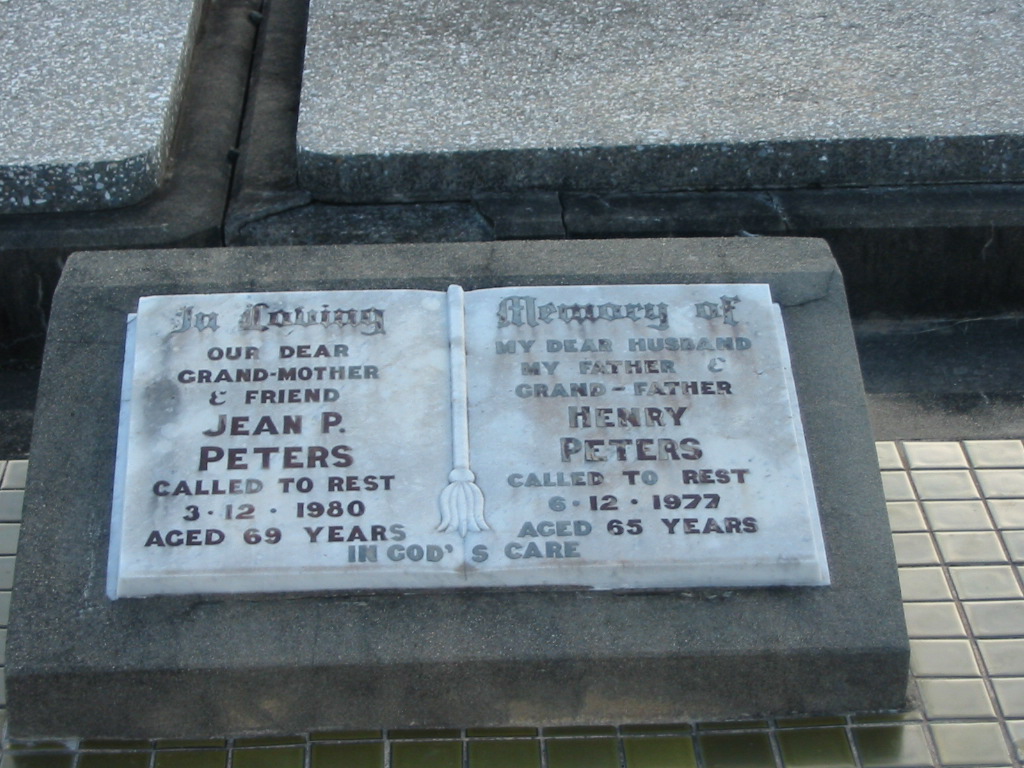 In Loving
OUR DEAR
GRAND-MOTHER
& FRIEND
JEAN P.
PETERS
CALLED TO REST
3·12·1980
AGED 69 YEARS
Memory of
MY DEAR HUSBAND
MY FATHER &
GRAND-FATHER
HENRY
PETERS
CALLED TO REST
6·12·1977
AGED 65 YEARS
IN GOD'S CARE